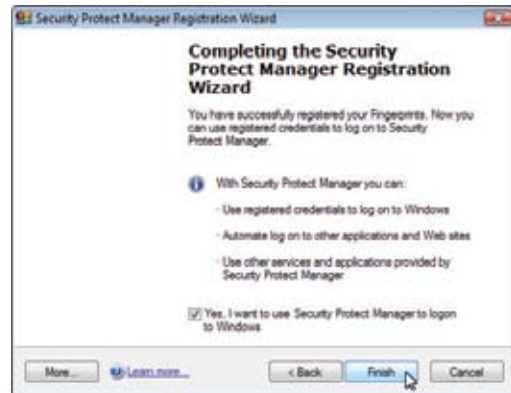 Security Protect Manager Registration Wizard
Completing the Security
Protect Manager Registration
Wizard
You have successfully registered your Fingerprints. Now you
can use registered credentials to log on to Security
Protect Manager.
With Security Protect Manager you can:
· Use registered credentials to log on to Windows
· Automate log on to other applications and Web sites
· Use other services and applications provided by
Security Protect Manager
Yes, I want to use Security Protect Manager to logon
to Windows
More... Learn more... < Back Finish Cancel